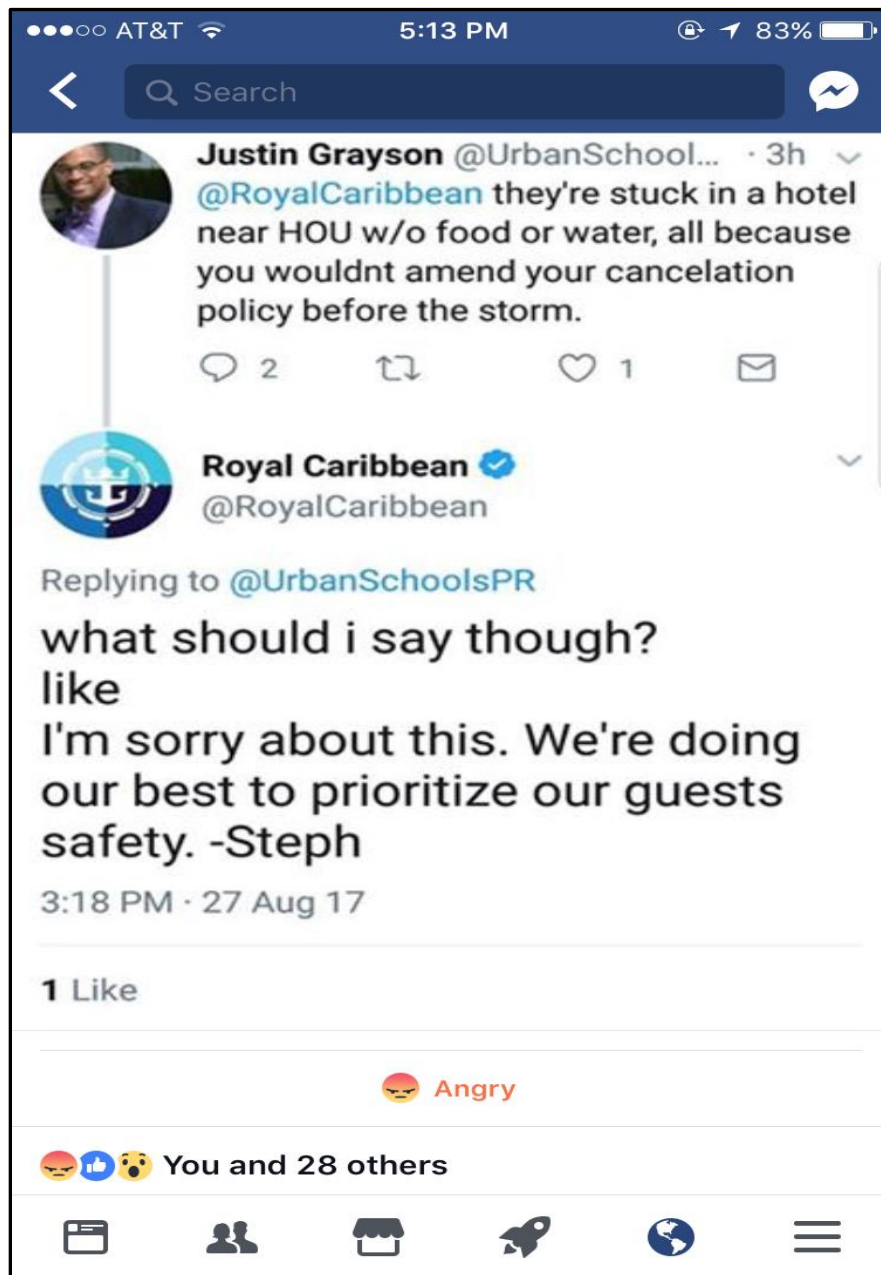 AT&T 5:13 PM 83%
Search
Justin Grayson @UrbanSchool... · 3h
@RoyalCaribbean they're stuck in a hotel
near HOU w/o food or water, all because
you wouldnt amend your cancelation
policy before the storm.
2 1
Royal Caribbean
@RoyalCaribbean
Replying to @UrbanSchoolsPR
what should i say though?
like
I'm sorry about this. We're doing
our best to prioritize our guests
safety. -Steph
3:18 PM · 27 Aug 17
1 Like
Angry
You and 28 others